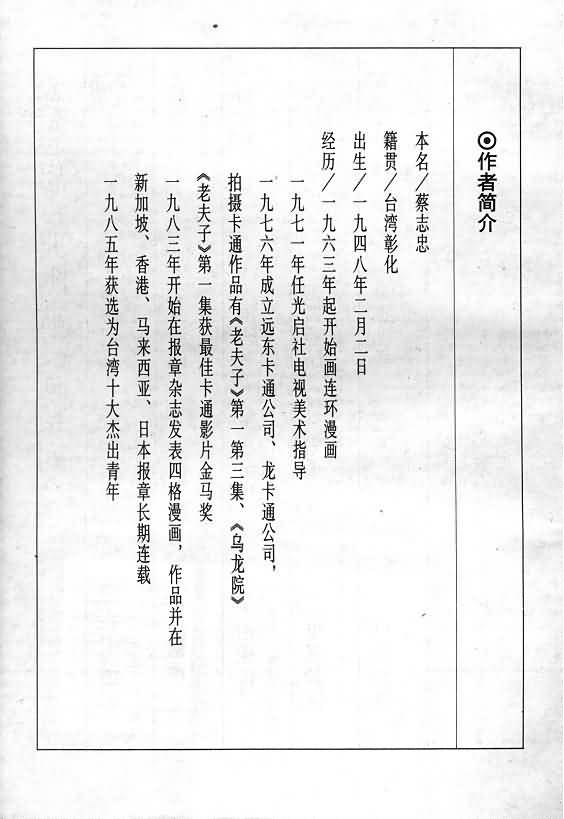 ⊙作者简介
本名/蔡志忠
籍贯/台湾彰化
出生/一九四八年二月二日
经历/一九六三年起开始画连环漫画
一九七一年任光启社电视美术指导
一九七六年成立远东卡通公司、龙卡通公司，
拍摄卡通作品有《老夫子》第一第三集、《乌龙院》
《老夫子》第一集获最佳卡通影片金马奖
一九八三年开始在报章杂志发表四格漫画，作品并在
新加坡、香港、马来西亚、日本报章长期连载
一九八五年获选为台湾十大杰出青年